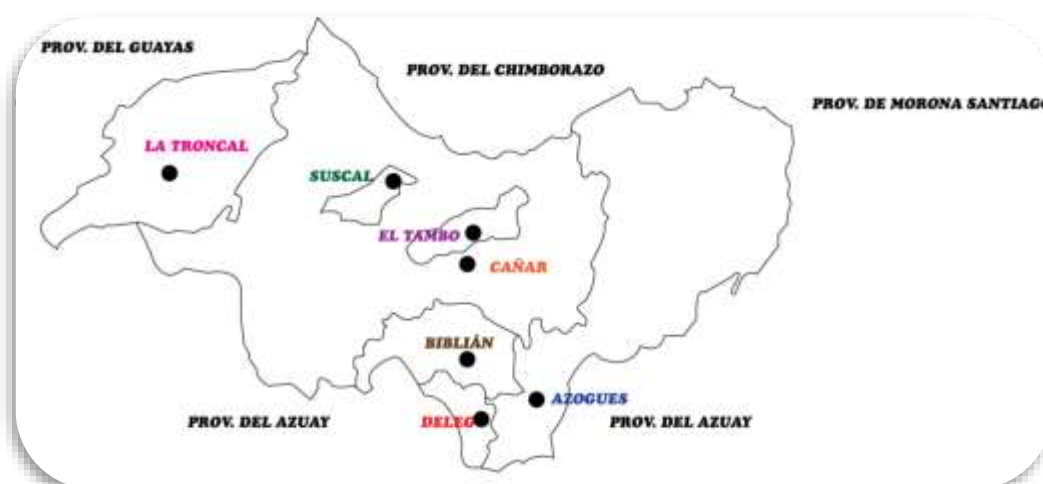 PROV. DEL GUAYAS
PROV. DEL CHIMBORAZO
PROV. DE MORONA SANTIAGO
LA TRONCAL
SUSCAL
EL TAMBO
CAÑAR
BIBLIÁN
AZOGUES
DELEG
PROV. DEL AZUAY
PROV. DEL AZUAY